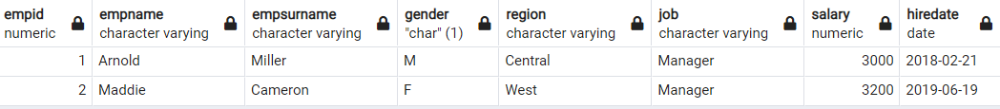 empid empname empsurname gender region job salary hiredate
numeric character varying character varying "char" (1) character varying character varying numeric date
1 Arnold Miller M Central Manager 3000 2018-02-21
2 Maddie Cameron F West Manager 3200 2019-06-19